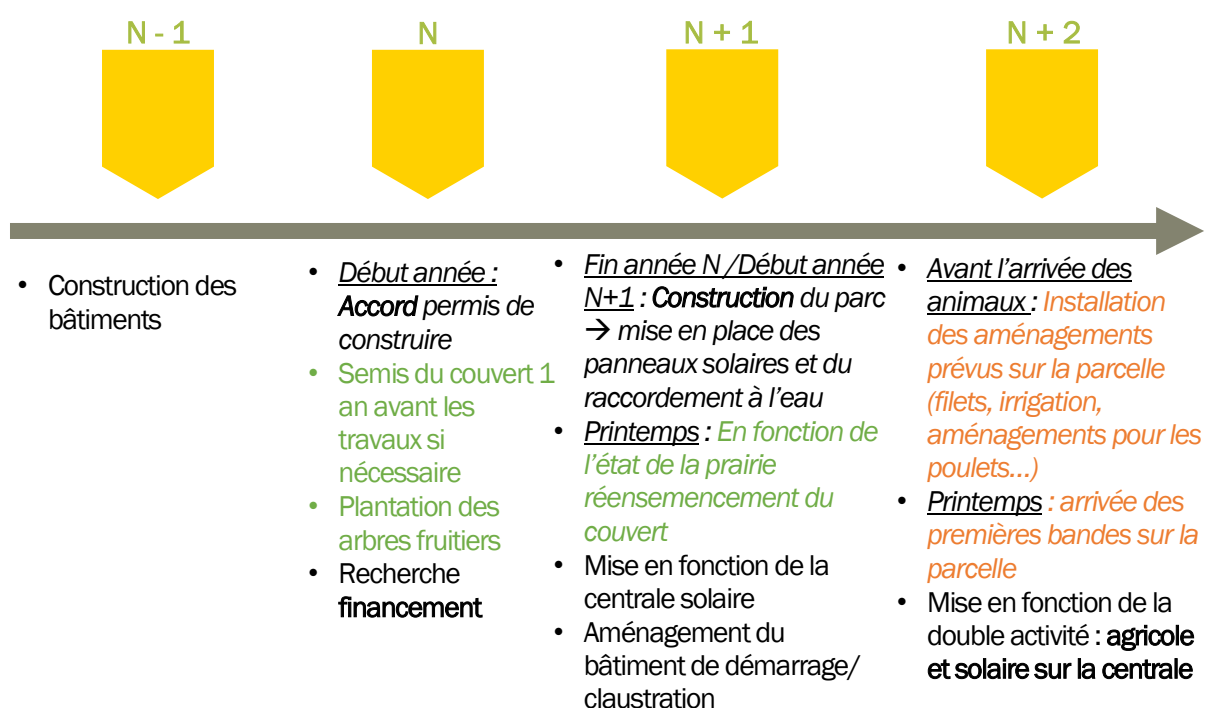 N - 1
N
N + 1
N + 2
• Construction des
bâtiments
• Début année :
Accord permis de
construire
• Semis du couvert 1
an avant les
travaux si
nécessaire
• Plantation des
arbres fruitiers
• Recherche
financement
• Fin année N /Début année
N+1 : Construction du parc
→ mise en place des
panneaux solaires et du
raccordement à l'eau
• Printemps : En fonction de
l'état de la prairie
réensemencement du
couvert
• Mise en fonction de la
centrale solaire
• Aménagement du
bâtiment de démarrage/
claustration
• Avant l'arrivée des
animaux : Installation
des aménagements
prévus sur la parcelle
(filets, irrigation,
aménagements pour les
poulets...)
• Printemps : arrivée des
premières bandes sur la
parcelle
• Mise en fonction de la
double activité : agricole
et solaire sur la centrale